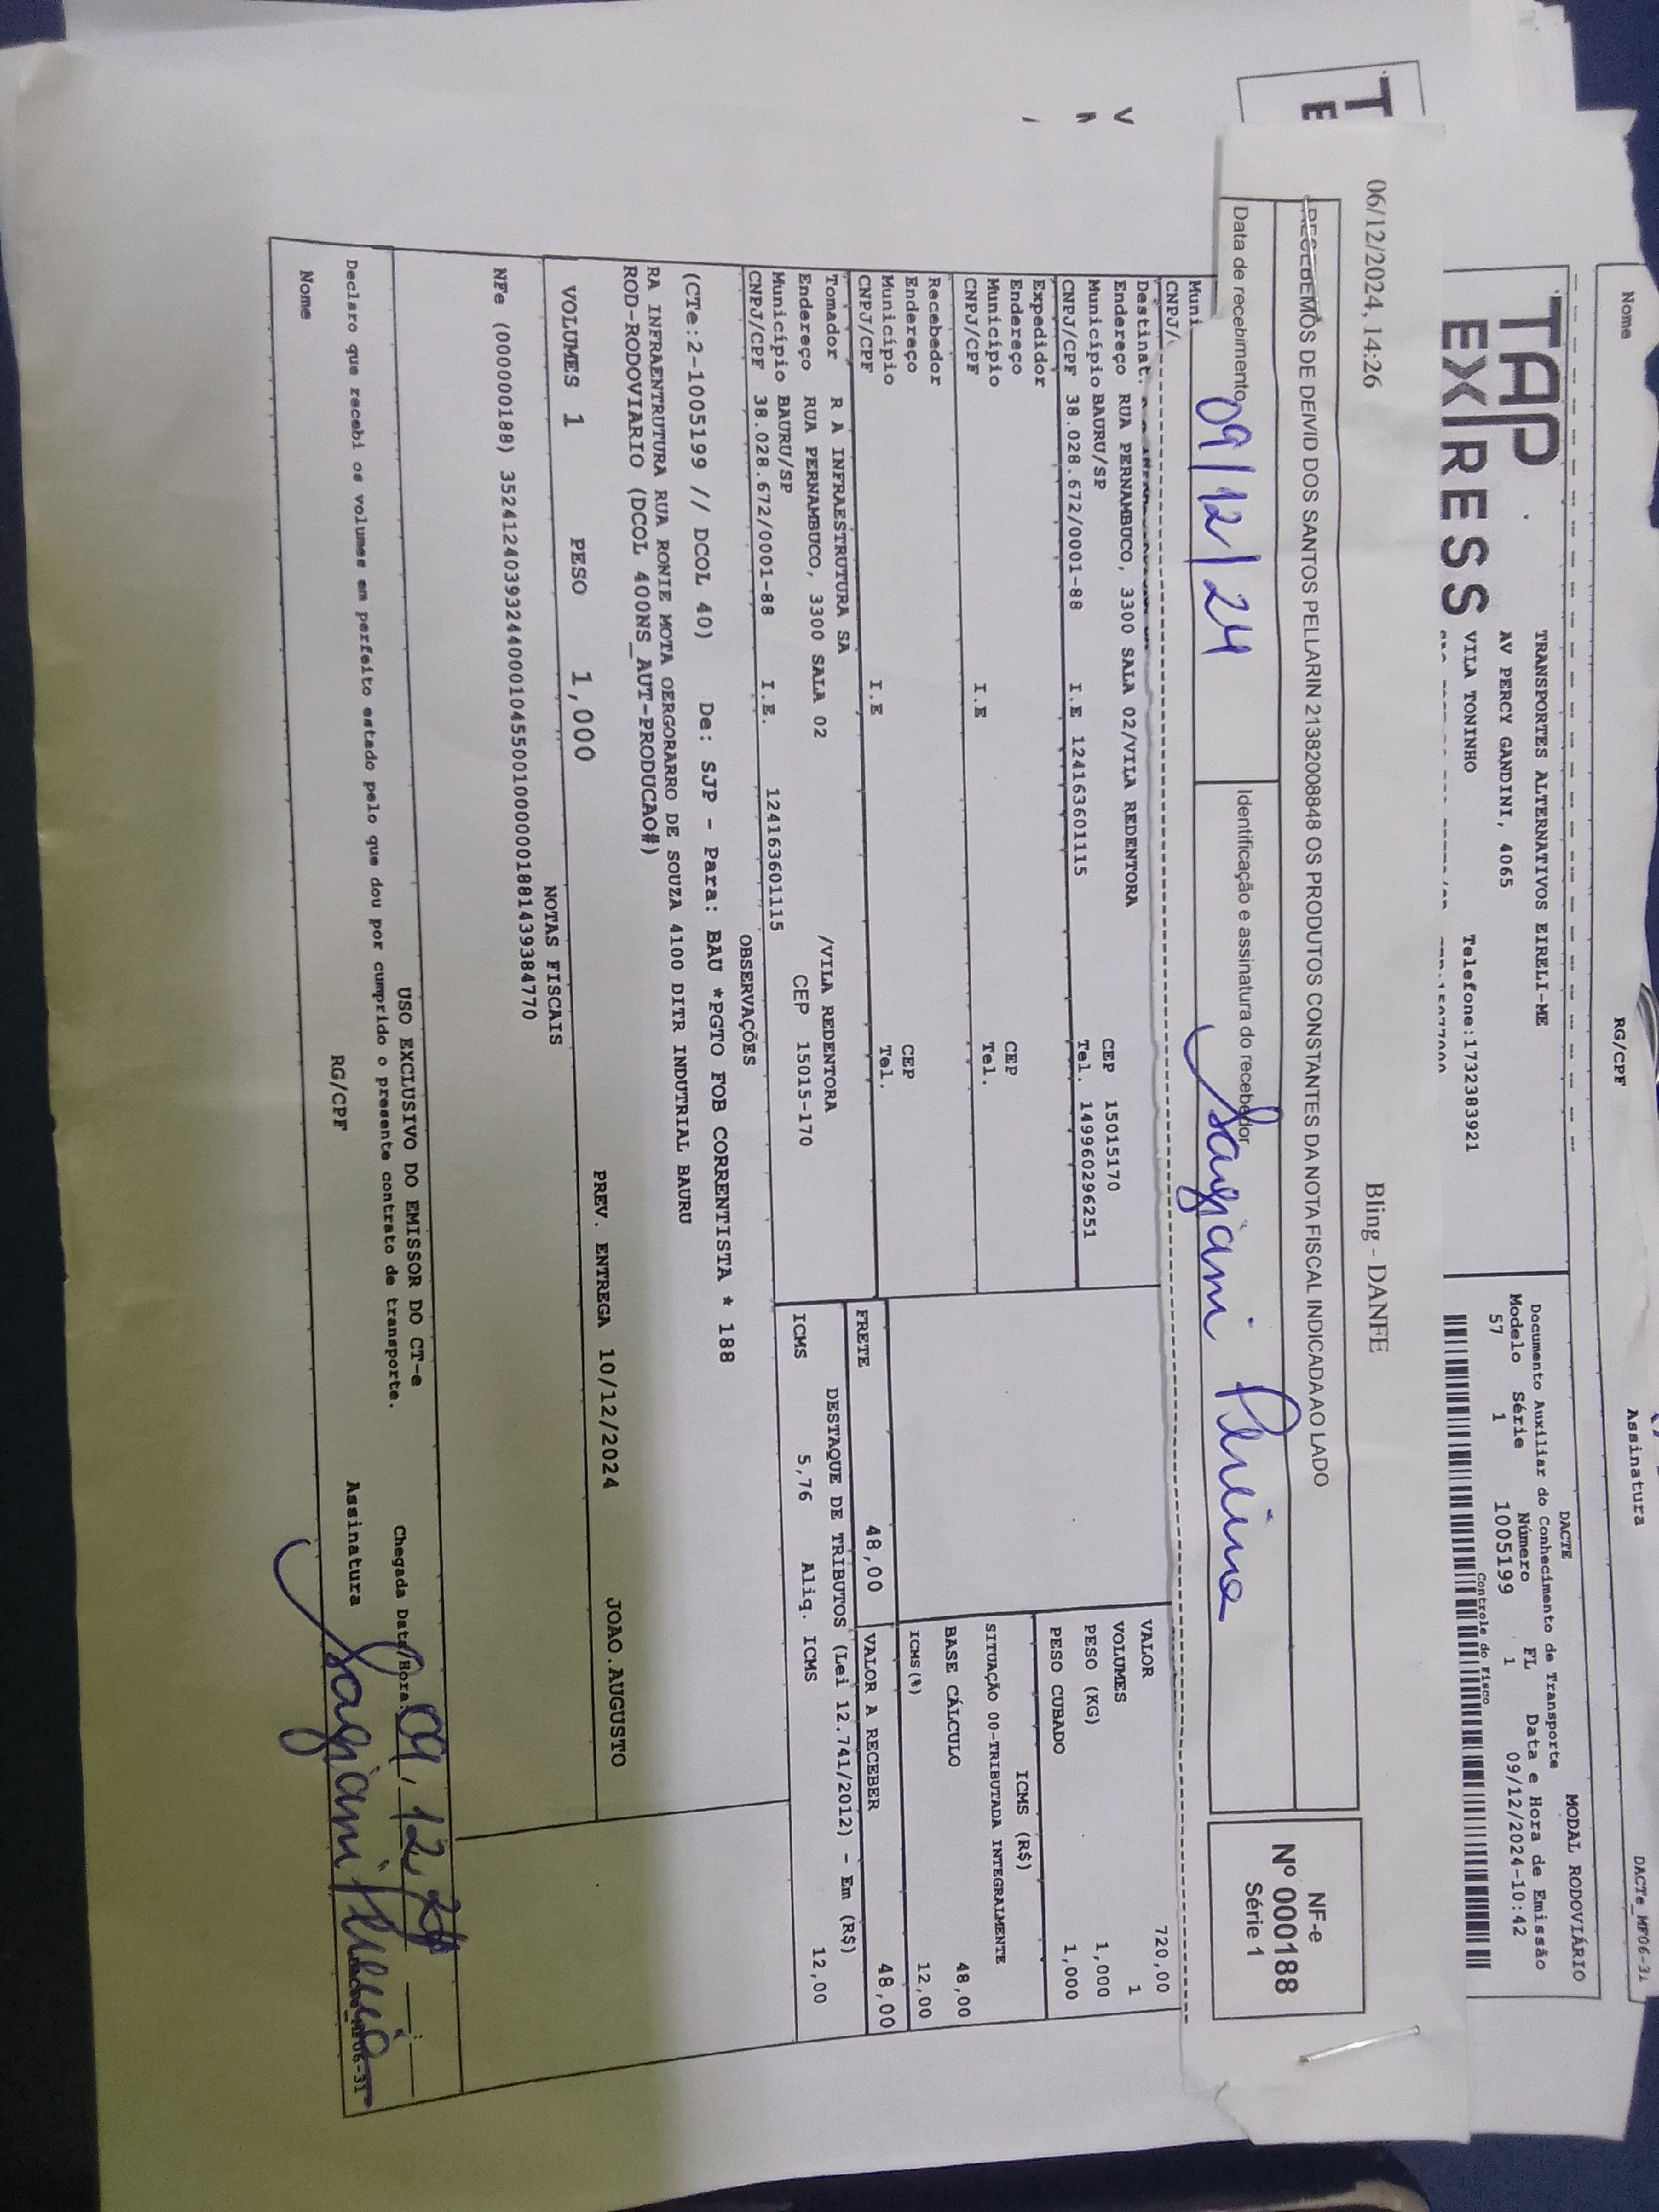 Nome RG/CPF Assinatura DACTe_MF06-31
TAP
EXPRESS
TRANSPORTES ALTERNATIVOS EIRELI-ME
AV PERCY GANDINI, 4065
VILA TONINHO Telefone:1732383921
DACTE MODAL RODOVIÁRIO
Documento Auxiliar do Conhecimento de Transporte
Modelo Série Número FL Data e Hora de Emissão
57 1 1005199 1 09/12/2024-10:42
Controle do Fisco
T
E
06/12/2024, 14:26 Bling - DANFE
RECEBEMOS DE DEIVID DOS SANTOS PELLARIN 21382008848 OS PRODUTOS CONSTANTES DA NOTA FISCAL INDICADA AO LADO
Data de recebimento Identificação e assinatura do recebedor
09/12/24
NF-e
Nº 000188
Série 1
Muni
CNPJ/
Destinat.
Endereço RUA PERNAMBUCO, 3300 SALA 02/VILA REDENTORA CEP 15015170
Município BAURU/SP Tel. 149960296251
CNPJ/CPF 38.028.672/0001-88 I.E 124163601115
Expedidor
Endereço CEP
Município Tel.
CNPJ/CPF I.E
Recebedor
Endereço CEP
Município Tel.
CNPJ/CPF I.E
Tomador R A INFRAESTRUTURA SA
Endereço RUA PERNAMBUCO, 3300 SALA 02 /VILA REDENTORA
Município BAURU/SP CEP 15015-170
CNPJ/CPF 38.028.672/0001-88 I.E. 124163601115
VALOR 720,00
VOLUMES 1
PESO (KG) 1,000
PESO CUBADO 1,000
ICMS (R$)
SITUAÇÃO 00-TRIBUTADA INTEGRALMENTE
BASE CÁLCULO 48,00
ICMS(%) 12,00
FRETE 48,00 VALOR A RECEBER 48,00
DESTAQUE DE TRIBUTOS (Lei 12.741/2012) - Em (R$)
ICMS 5,76 Aliq. ICMS 12,00
OBSERVAÇÕES
(CTe:2-1005199 // DCOL 40) De: SJP - Para: BAU *PGTO FOB CORRENTISTA * 188
RA INFRAENTRUTURA RUA RONIE MOTA OERGORARRO DE SOUZA 4100 DITR INDUTRIAL BAURU
ROD-RODOVIARIO (DCOL 400NS_AUT-PRODUCAO#)
VOLUMES 1 PESO 1,000 PREV. ENTREGA 10/12/2024 JOAO.AUGUSTO
NOTAS FISCAIS
NFe (000000188)
USO EXCLUSIVO DO EMISSOR DO CT-e
Declaro que recebi os volumes em perfeito estado pelo que dou por cumprido o presente contrato de transporte. Chegada Data/Hora: 09, 12, 24
Nome RG/CPF Assinatura